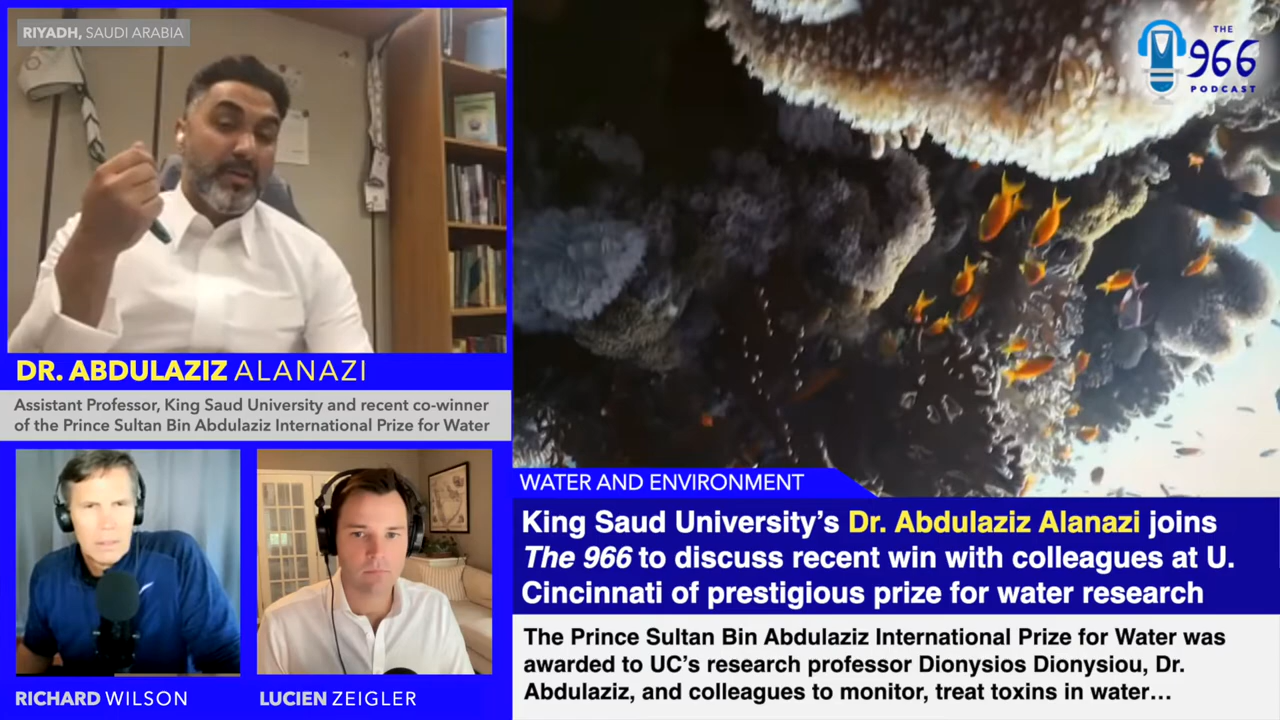 RIYADH, SAUDI ARABIA
DR. ABDULAZIZ ALANAZI
Assistant Professor, King Saud University and recent co-winner
of the Prince Sultan Bin Abdulaziz International Prize for Water
RICHARD WILSON
LUCIEN ZEIGLER
THE
966
PODCAST
WATER AND ENVIRONMENT
King Saud University's Dr. Abdulaziz Alanazi joins
The 966 to discuss recent win with colleagues at U.
Cincinnati of prestigious prize for water research
The Prince Sultan Bin Abdulaziz International Prize for Water was
awarded to UC's research professor Dionysios Dionysiou, Dr.
Abdulaziz, and colleagues to monitor, treat toxins in water...